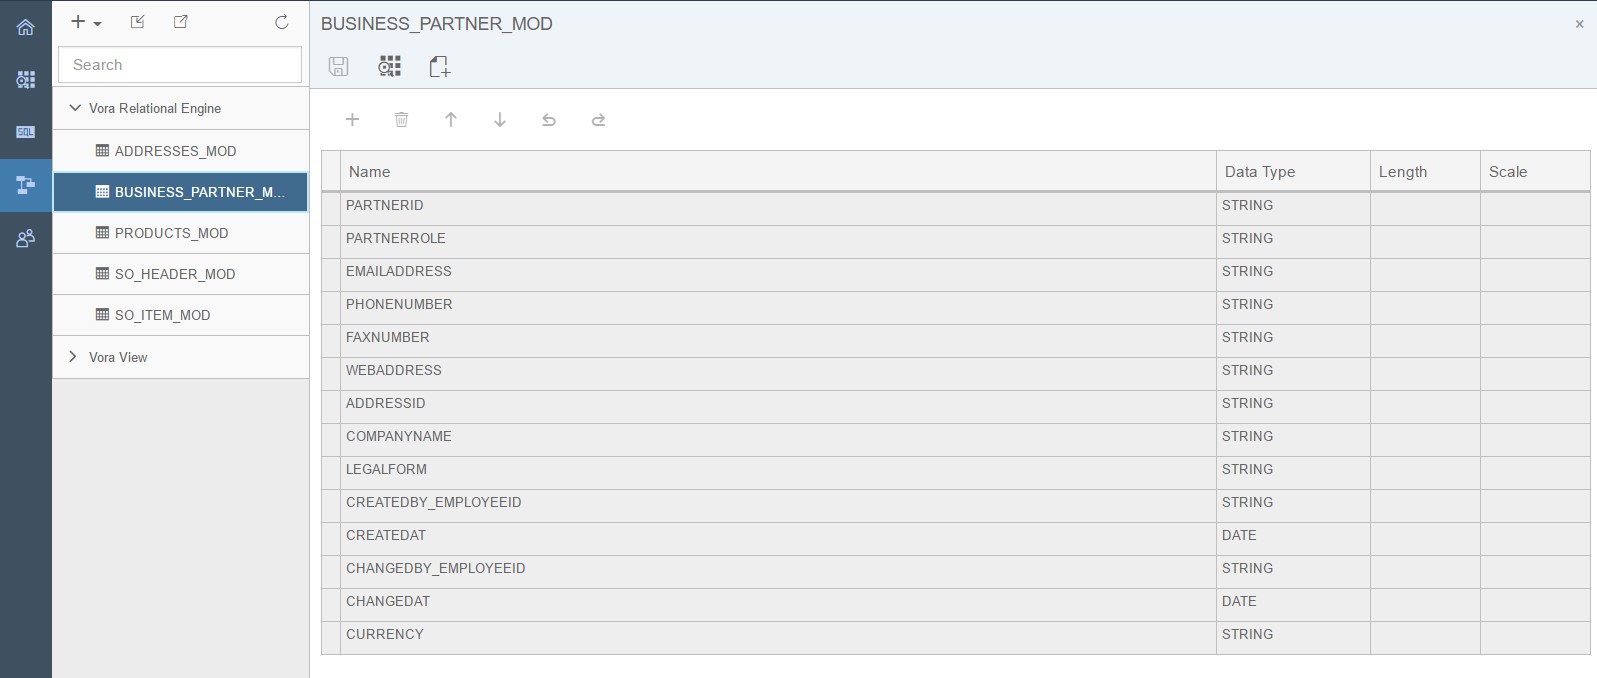 BUSINESS_PARTNER_MOD
×
Search
SQL
Vora Relational Engine
ADDRESSES_MOD
BUSINESS_PARTNER_M...
PRODUCTS_MOD
SO_HEADER_MOD
SO_ITEM_MOD
Vora View
Name Data Type Length Scale
PARTNERID STRING
PARTNERROLE STRING
EMAILADDRESS STRING
PHONENUMBER STRING
FAXNUMBER STRING
WEBADDRESS STRING
ADDRESSID STRING
COMPANYNAME STRING
LEGALFORM STRING
CREATEDBY_EMPLOYEEID STRING
CREATEDAT DATE
CHANGEDBY_EMPLOYEEID STRING
CHANGEDAT DATE
CURRENCY STRING